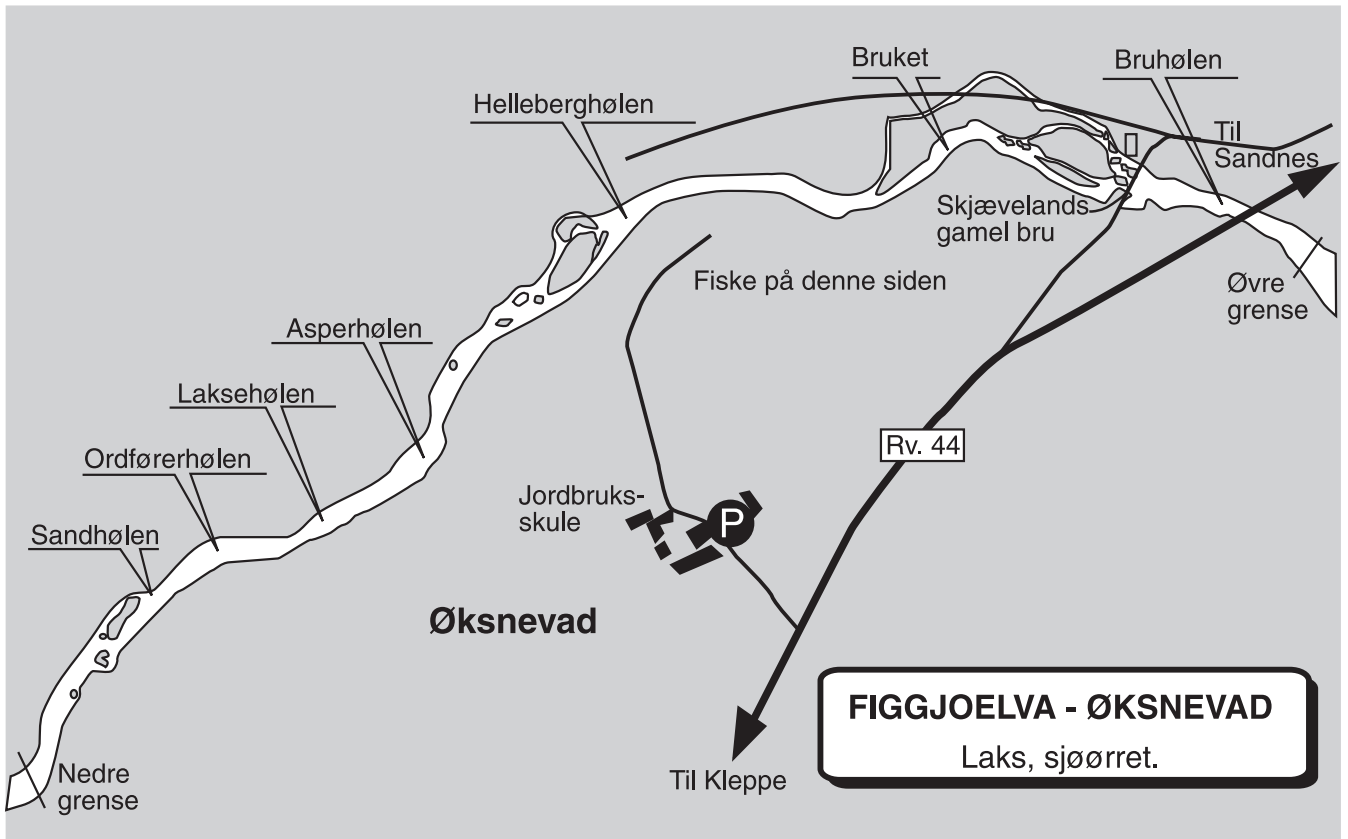 Bruket
Bruhølen
Helleberghølen
Til
Sandnes
Skjævelands
gamel bru
Fiske på denne siden
Øvre
grense
Asperhølen
Laksehølen
Rv. 44
Ordførerhølen
Jordbruks-
skule
P
Sandhølen
Øksnevad
FIGGJOELVA - ØKSNEVAD
Laks, sjøørret.
Til Kleppe
Nedre
grense